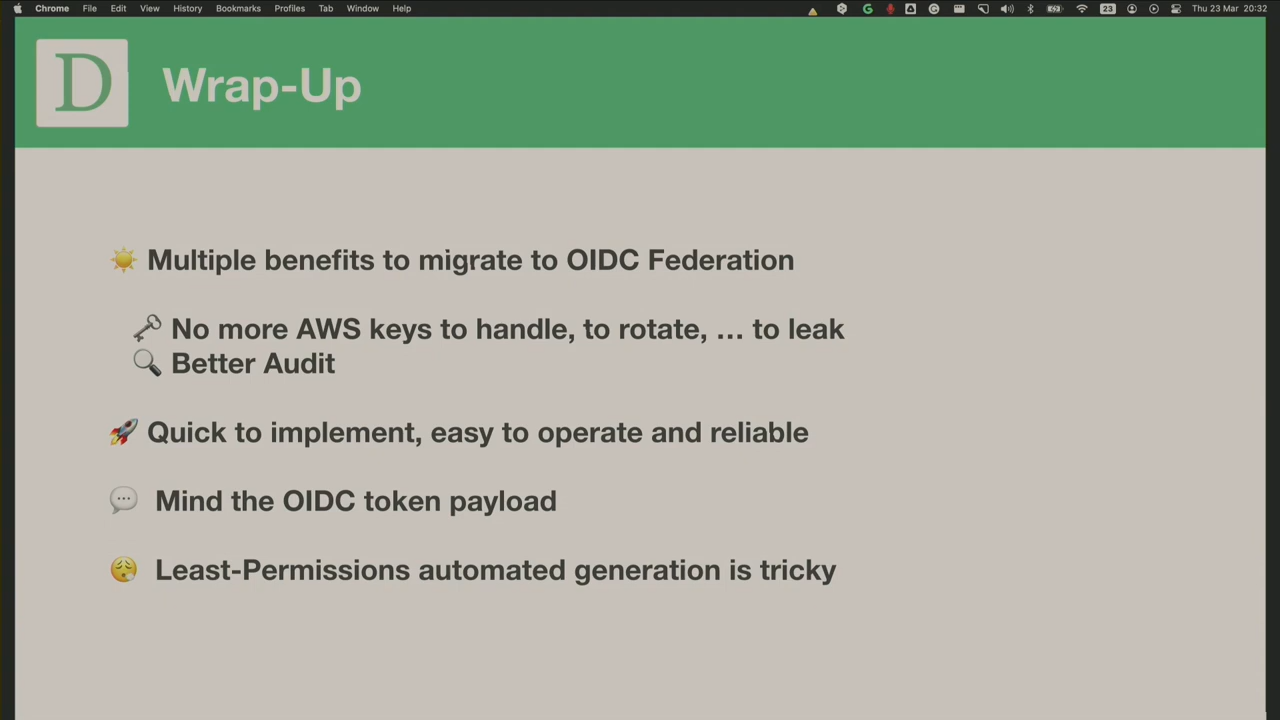 Chrome File Edit View History Bookmarks Profiles Tab Window Help 23 Thu 23 Mar 20:32
D Wrap-Up
☀️ Multiple benefits to migrate to OIDC Federation
🗝️ No more AWS keys to handle, to rotate, … to leak
🔍 Better Audit
🚀 Quick to implement, easy to operate and reliable
💬 Mind the OIDC token payload
😮‍💨 Least-Permissions automated generation is tricky